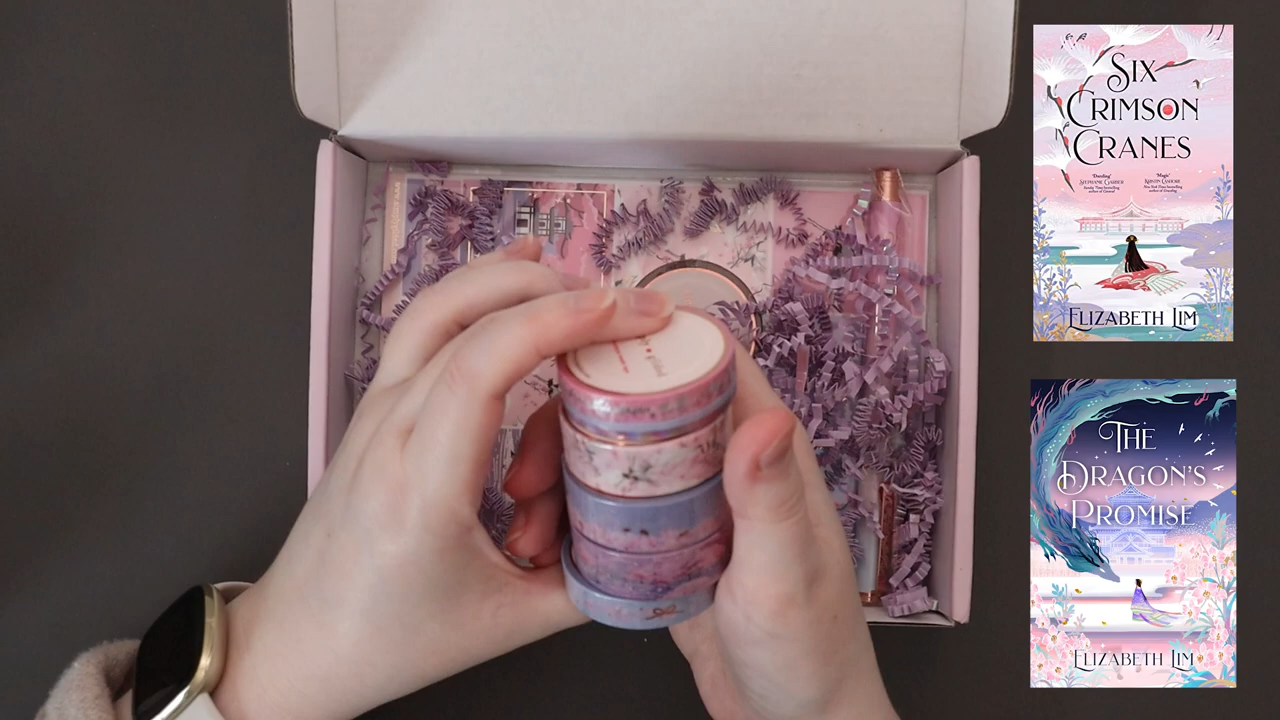 SIX
CRIMSON
CRANES
'Dazzling'
STEPHANIE GARBER
'Magic'
KRISTIN CASHORE
ELIZABETH LIM
THE
DRAGON'S
PROMISE
ELIZABETH LIM